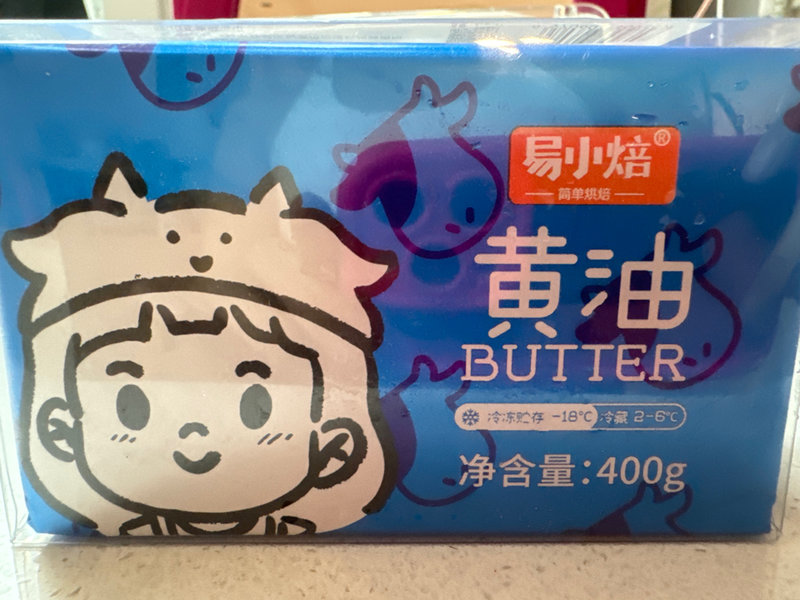 易小焙®
简单烘焙
黄油
BUTTER
冷冻贮存 -18℃ 冷藏 2-6℃
净含量：400g